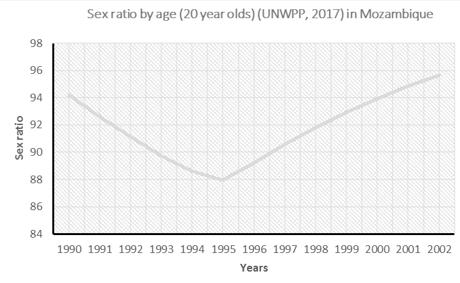 Sex ratio by age (20 year olds) (UNWPP, 2017) in Mozambique
98
96
94
92
90
88
86
84
Sex ratio
1990 1991 1992 1993 1994 1995 1996 1997 1998 1999 2000 2001 2002
Years